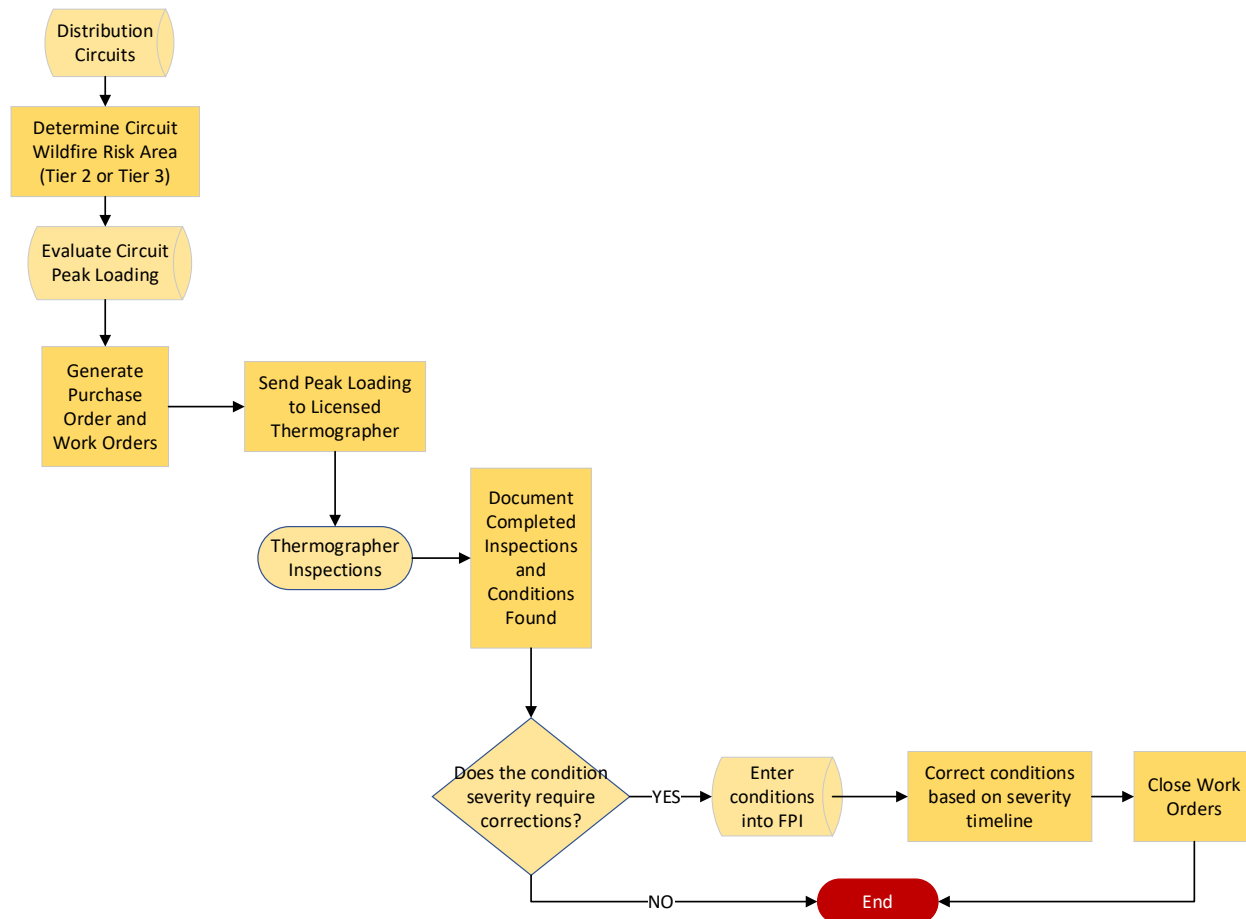 Distribution
Circuits
Determine Circuit
Wildfire Risk Area
(Tier 2 or Tier 3)
Evaluate Circuit
Peak Loading
Generate
Purchase
Order and
Work Orders
Send Peak Loading
to Licensed
Thermographer
Thermographer
Inspections
Document
Completed
Inspections
and
Conditions
Found
Does the condition
severity require
corrections?
YES
Enter
conditions
into FPI
Correct conditions
based on severity
timeline
Close Work
Orders
NO
End